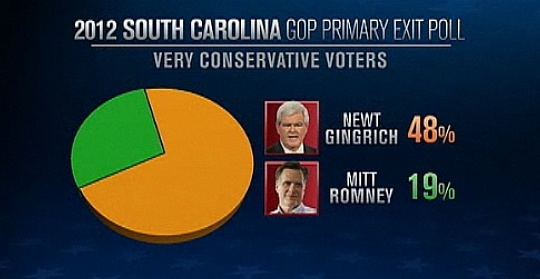 2012 SOUTH CAROLINA GOP PRIMARY EXIT POLL
VERY CONSERVATIVE VOTERS
NEWT
GINGRICH 48%
MITT
ROMNEY 19%